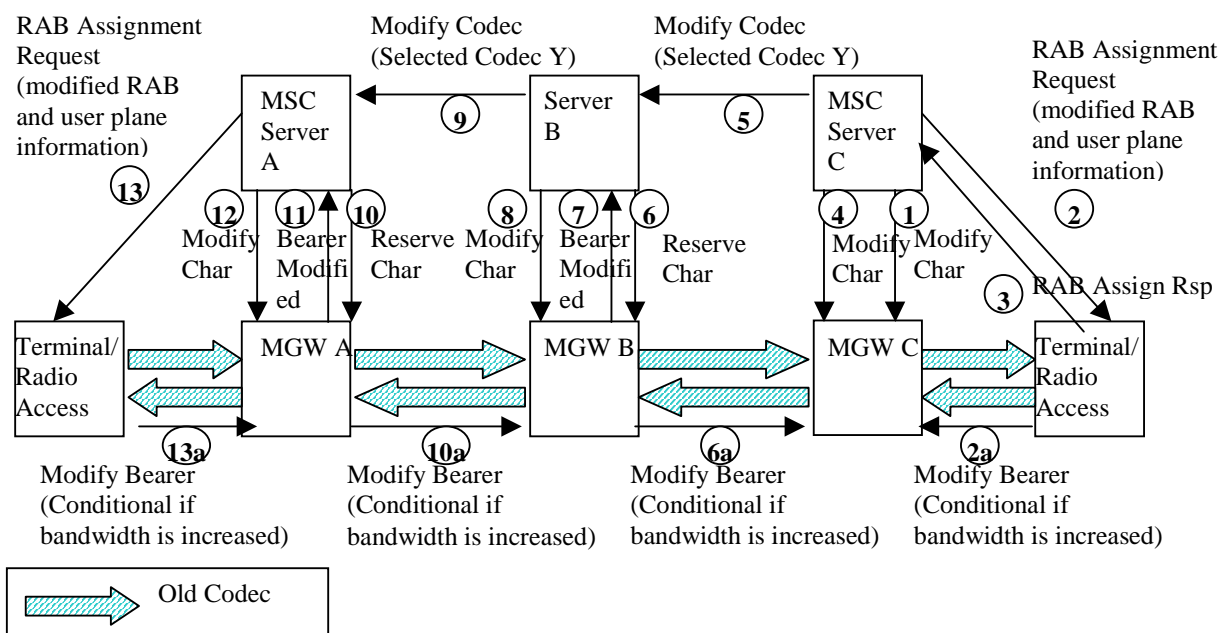 RAB Assignment
Request
(modified RAB
and user plane
information)
Modify Codec
(Selected Codec Y)
Modify Codec
(Selected Codec Y)
RAB Assignment
Request
(modified RAB
and user plane
information)
MSC
Server
A
9
Server
B
5
MSC
Server
C
13
12
11
10
8
7
6
4
1
2
Modify
Char
Bearer
Modifi
ed
Reserve
Char
Modify
Char
Bearer
Modifi
ed
Reserve
Char
Modify
Char
Modify
Char
3
RAB Assign Rsp
Terminal/
Radio
Access
MGW A
MGW B
MGW C
Terminal/
Radio
Access
13a
10a
6a
2a
Modify Bearer
(Conditional if
bandwidth is increased)
Modify Bearer
(Conditional if
bandwidth is increased)
Modify Bearer
(Conditional if
bandwidth is increased)
Modify Bearer
(Conditional if
bandwidth is increased)
Old Codec